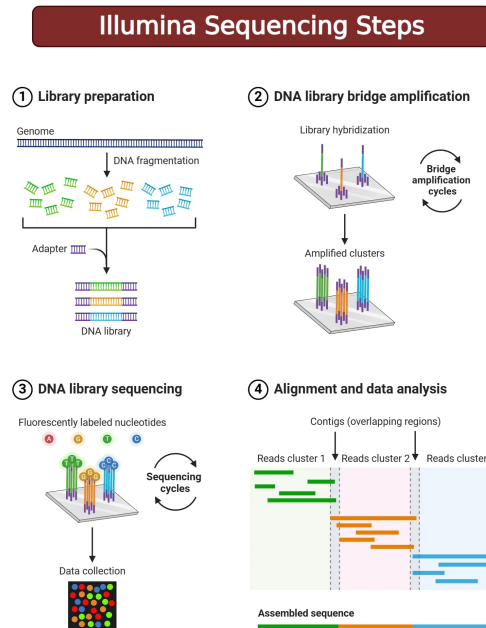 Illumina Sequencing Steps
1 Library preparation
Genome
DNA fragmentation
Adapter
DNA library
2 DNA library bridge amplification
Library hybridization
Bridge
amplification
cycles
Amplified clusters
3 DNA library sequencing
Fluorescently labeled nucleotides
A G T C
T T T
G G G
C C C
Sequencing
cycles
Data collection
4 Alignment and data analysis
Contigs (overlapping regions)
Reads cluster 1 Reads cluster 2 Reads cluster
Assembled sequence